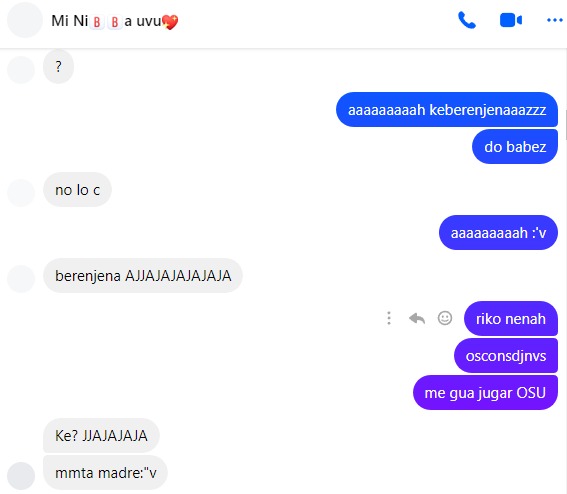 Mi Ni🅱🅱a uvu💖
?
aaaaaaaaah keberenjenaaazzz
do babez
no lo c
aaaaaaaaah :'v
berenjena AJJAJAJAJAJAJA
riko nenah
osconsdjnvs
me gua jugar OSU
Ke? JJAJAJAJA
mmta madre:"v